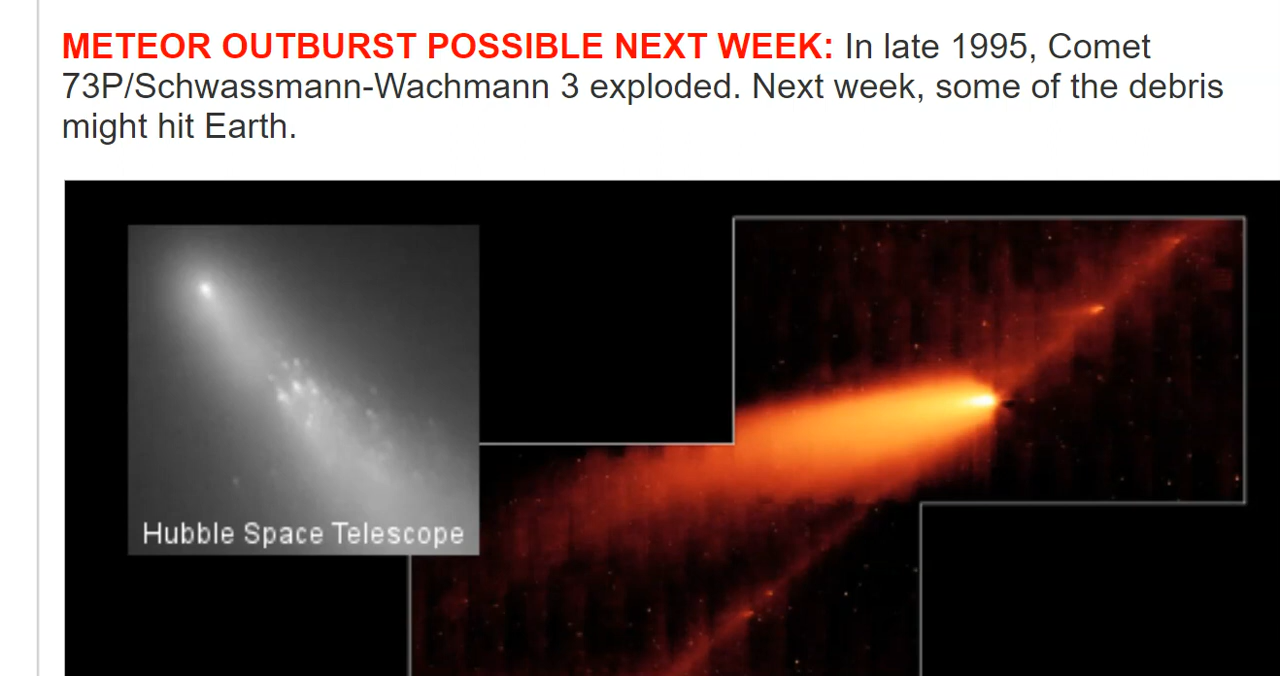 METEOR OUTBURST POSSIBLE NEXT WEEK: In late 1995, Comet
73P/Schwassmann-Wachmann 3 exploded. Next week, some of the debris
might hit Earth.
Hubble Space Telescope